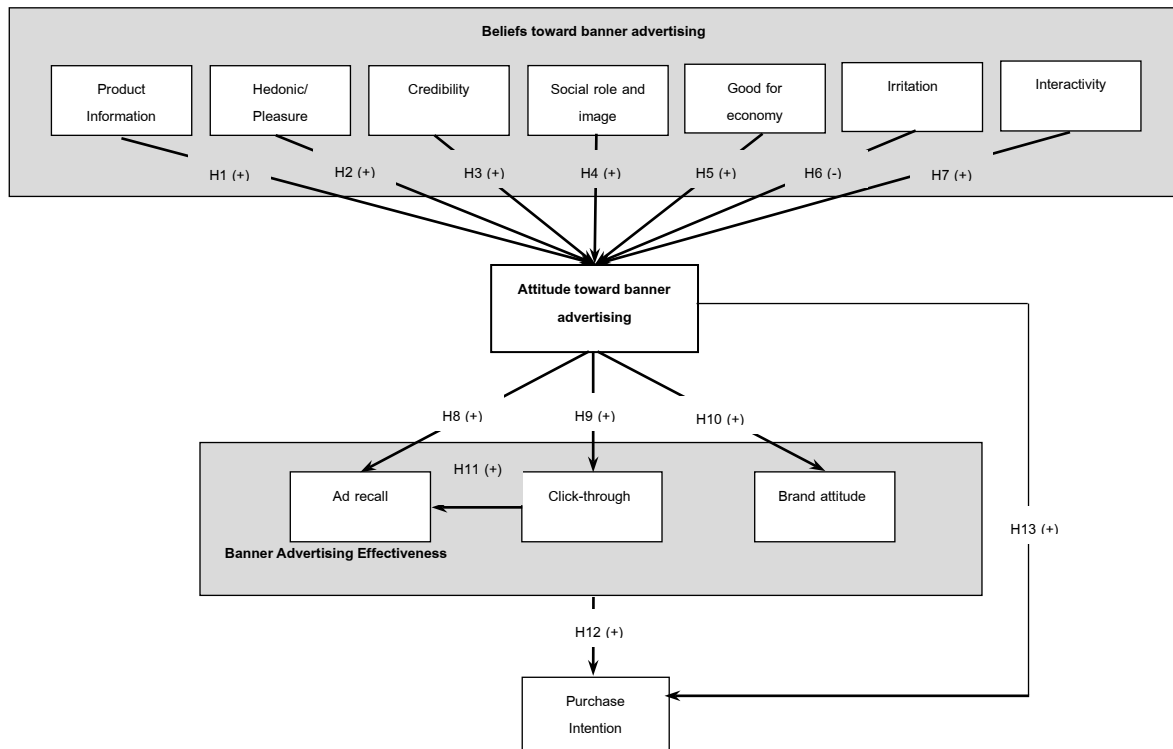 Beliefs toward banner advertising
Product
Information
Hedonic/
Pleasure
Credibility
Social role and
image
Good for
economy
Irritation
Interactivity
H1 (+)
H2 (+)
H3 (+)
H4 (+)
H5 (+)
H6 (-)
H7 (+)
Attitude toward banner
advertising
H8 (+)
H9 (+)
H10 (+)
H11 (+)
Ad recall
Click-through
Brand attitude
H13 (+)
Banner Advertising Effectiveness
H12 (+)
Purchase
Intention